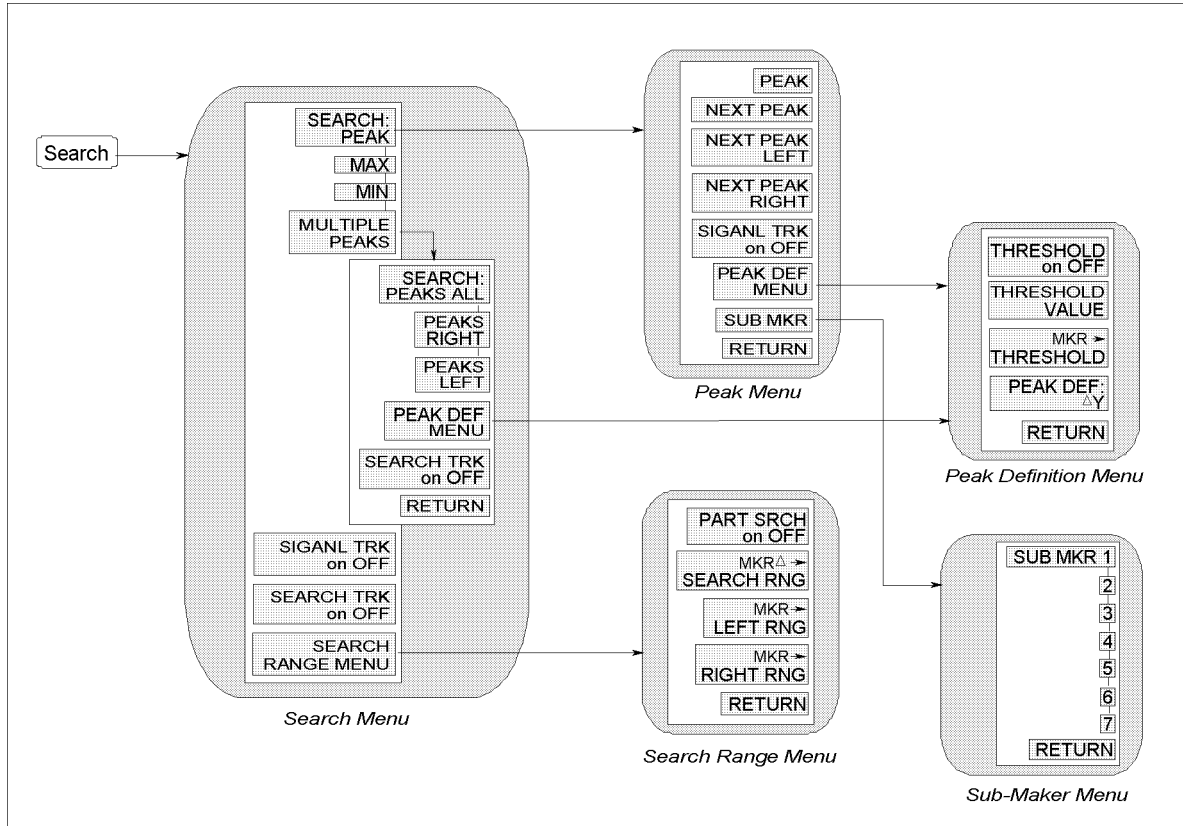 Search
SEARCH:
PEAK
MAX
MIN
MULTIPLE
PEAKS
SEARCH:
PEAKS ALL
PEAKS
RIGHT
PEAKS
LEFT
PEAK DEF
MENU
SEARCH TRK
on OFF
RETURN
SIGANL TRK
on OFF
SEARCH TRK
on OFF
SEARCH
RANGE MENU
Search Menu
PEAK
NEXT PEAK
NEXT PEAK
LEFT
NEXT PEAK
RIGHT
SIGANL TRK
on OFF
PEAK DEF
MENU
SUB MKR
RETURN
Peak Menu
THRESHOLD
on OFF
THRESHOLD
VALUE
MKR→
THRESHOLD
PEAK DEF:
△Y
RETURN
Peak Definition Menu
PART SRCH
on OFF
MKR△→
SEARCH RNG
MKR→
LEFT RNG
MKR→
RIGHT RNG
RETURN
Search Range Menu
SUB MKR 1
2
3
4
5
6
7
RETURN
Sub-Maker Menu